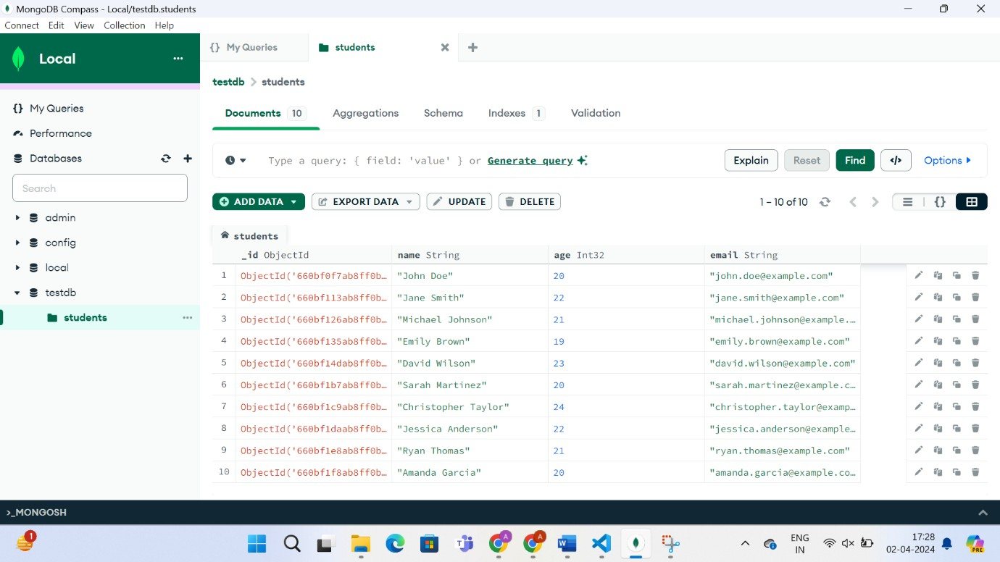 MongoDB Compass - Local/testdb.students
Connect Edit View Collection Help
Local
My Queries
students
testdb > students
Documents 10 Aggregations Schema Indexes 1 Validation
My Queries
Performance
Databases
Search
admin
config
local
testdb
students
Type a query: { field: 'value' } or Generate query
Explain Reset Find </> Options
ADD DATA EXPORT DATA UPDATE DELETE
1 – 10 of 10
students
_id ObjectId name String age Int32 email String
1 ObjectId('660bf0f7ab8ff0b… "John Doe" 20 "john.doe@example.com"
2 ObjectId('660bf113ab8ff0b… "Jane Smith" 22 "jane.smith@example.com"
3 ObjectId('660bf126ab8ff0b… "Michael Johnson" 21 "michael.johnson@example.…
4 ObjectId('660bf135ab8ff0b… "Emily Brown" 19 "emily.brown@example.com"
5 ObjectId('660bf14dab8ff0b… "David Wilson" 23 "david.wilson@example.com"
6 ObjectId('660bf1b7ab8ff0b… "Sarah Martinez" 20 "sarah.martinez@example.c…
7 ObjectId('660bf1c9ab8ff0b… "Christopher Taylor" 24 "christopher.taylor@examp…
8 ObjectId('660bf1daab8ff0b… "Jessica Anderson" 22 "jessica.anderson@example…
9 ObjectId('660bf1e8ab8ff0b… "Ryan Thomas" 21 "ryan.thomas@example.com"
10 ObjectId('660bf1f8ab8ff0b… "Amanda Garcia" 20 "amanda.garcia@example.co…
>_MONGOSH
1
A
A
ENG
IN
17:28
02-04-2024
PRE